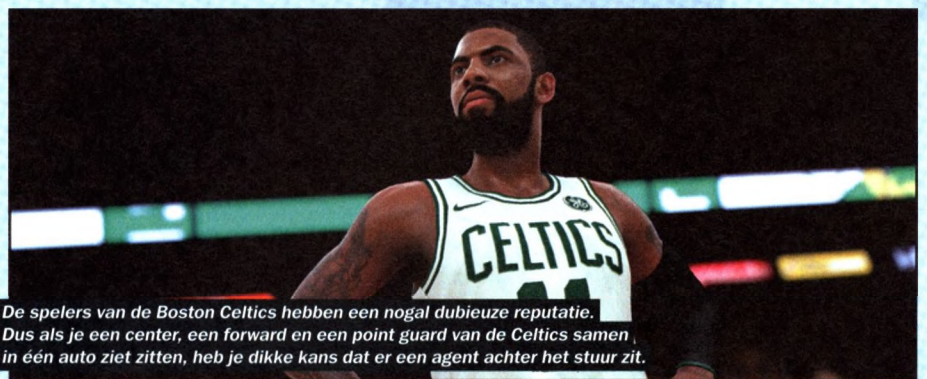 CELTICS
11
De spelers van de Boston Celtics hebben een nogal dubieuze reputatie.
Dus als je een center, een forward en een point guard van de Celtics samen
in één auto ziet zitten, heb je dikke kans dat er een agent achter het stuur zit.